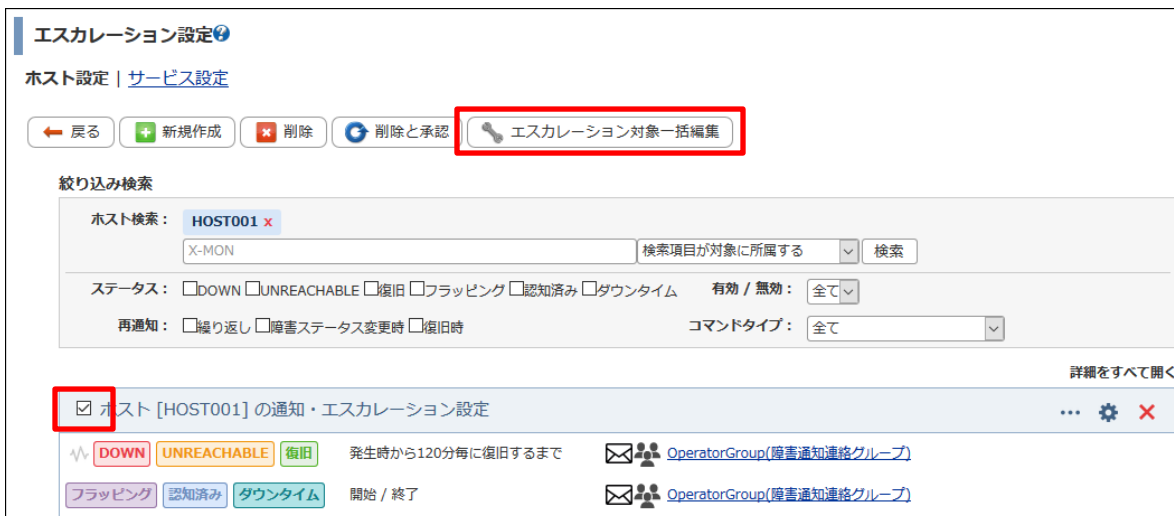 エスカレーション設定?
ホスト設定 | サービス設定
戻る 新規作成 削除 削除と承認 エスカレーション対象一括編集
絞り込み検索
ホスト検索： HOST001 x
X-MON 検索項目が対象に所属する 検索
ステータス： DOWN UNREACHABLE 復旧 フラッピング 認知済み ダウンタイム 有効 / 無効： 全て
再通知： 繰り返し 障害ステータス変更時 復旧時 コマンドタイプ： 全て
詳細をすべて開く
ホスト [HOST001] の通知・エスカレーション設定
DOWN UNREACHABLE 復旧 発生時から120分毎に復旧するまで OperatorGroup(障害通知連絡グループ)
フラッピング 認知済み ダウンタイム 開始 / 終了 OperatorGroup(障害通知連絡グループ)